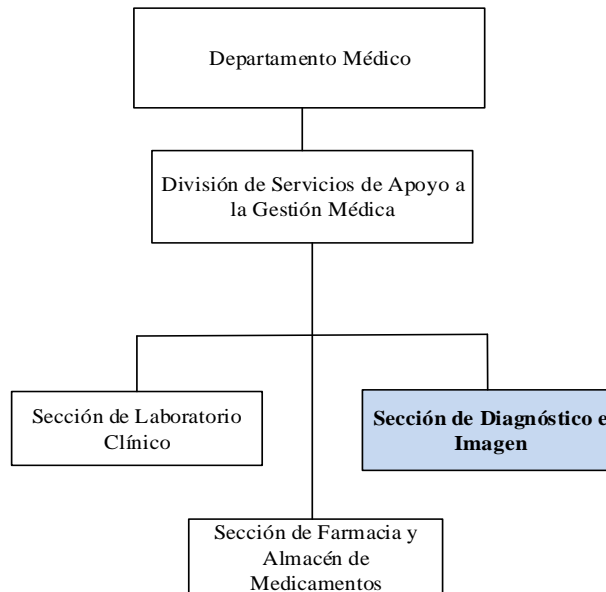 Departamento Médico
División de Servicios de Apoyo a
la Gestión Médica
Sección de Laboratorio
Clínico
Sección de Diagnóstico e
Imagen
Sección de Farmacia y
Almacén de
Medicamentos